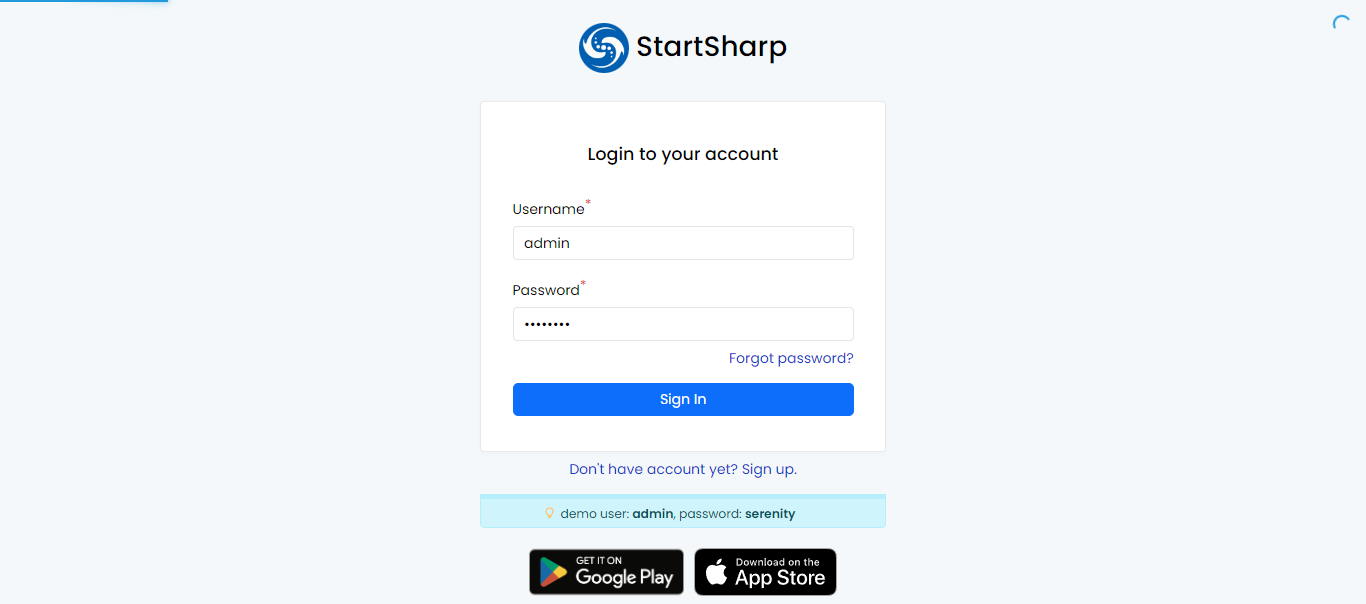 StartSharp
Login to your account
Username*
admin
Password*
••••••••
Forgot password?
Sign In
Don't have account yet? Sign up.
demo user: admin, password: serenity
GET IT ON
Google Play
Download on the
App Store